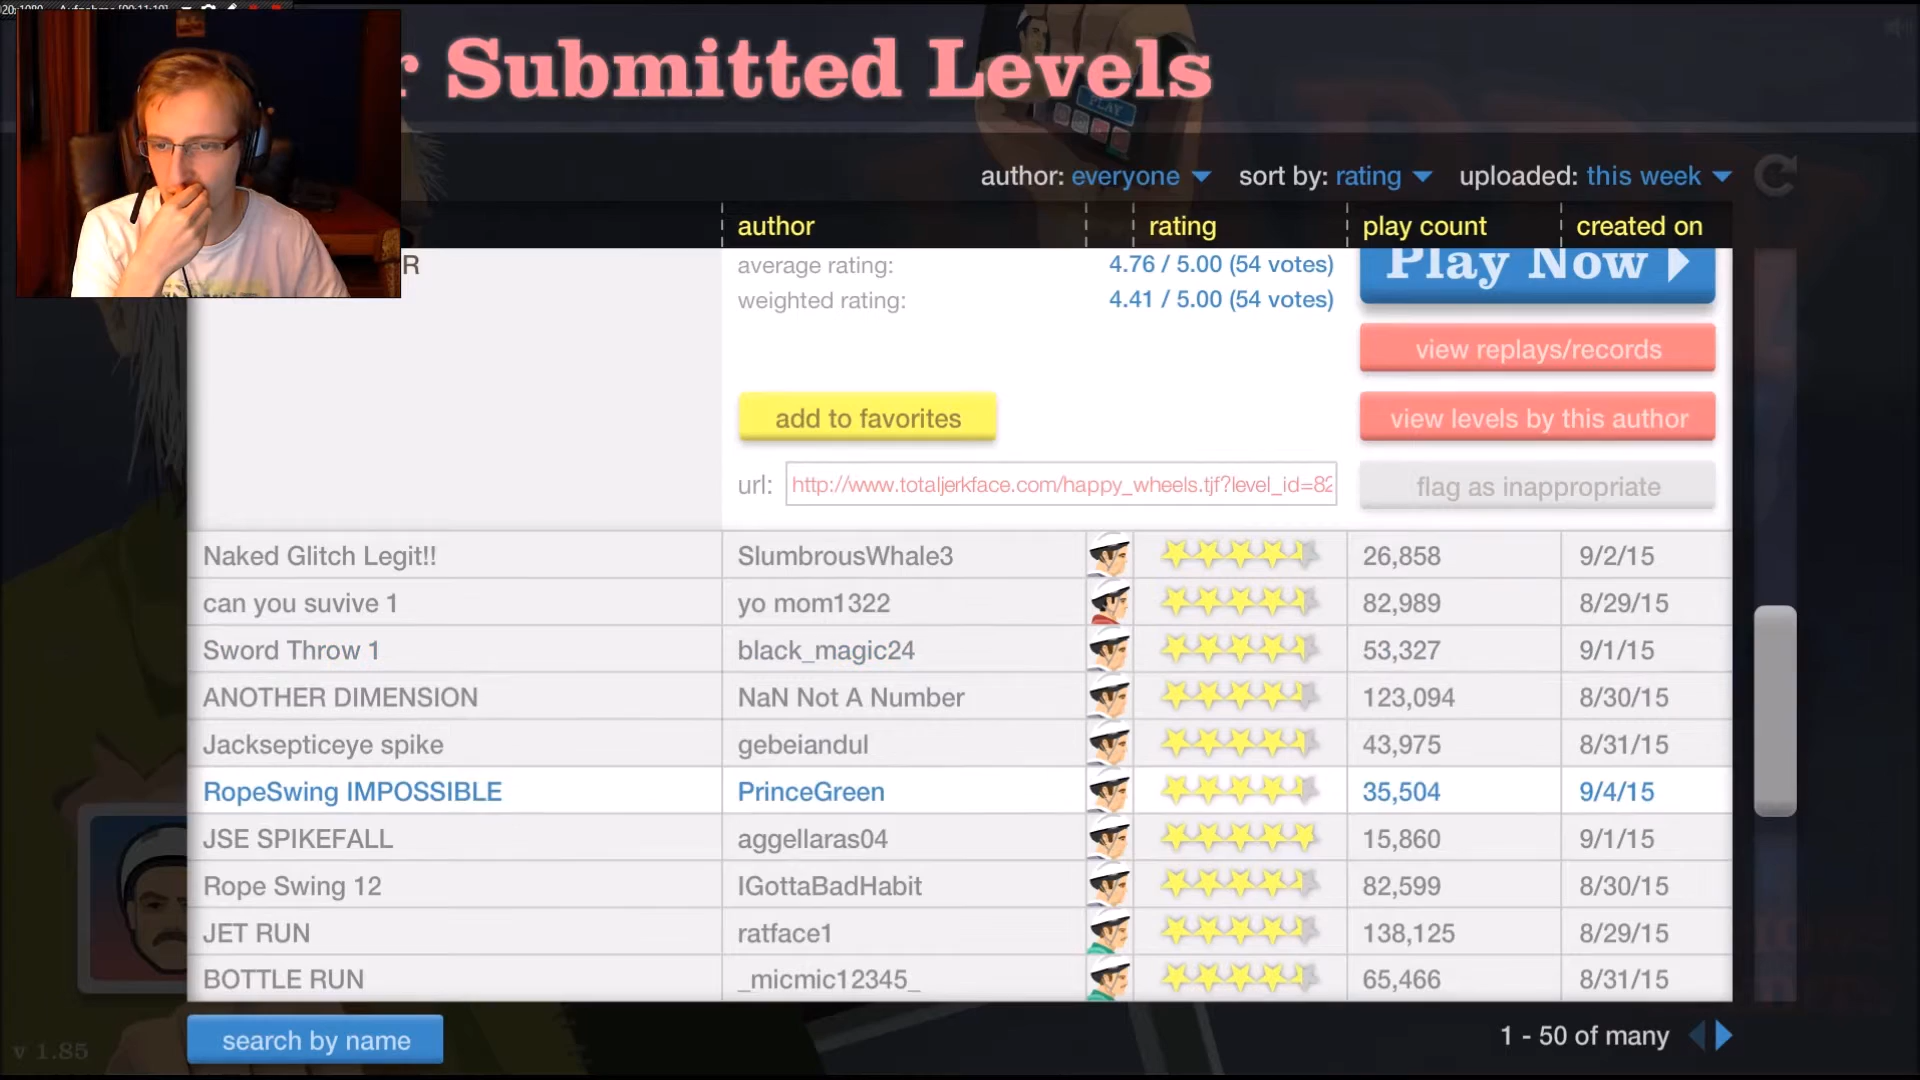 r Submitted Levels
author: everyone sort by: rating uploaded: this week
author rating play count created on
R
average rating: 4.76 / 5.00 (54 votes)
weighted rating: 4.41 / 5.00 (54 votes)
Play Now
view replays/records
add to favorites
view levels by this author
url: http://www.totaljerkface.com/happy_wheels.tjf?level_id=82
flag as inappropriate
Naked Glitch Legit!! SlumbrousWhale3 26,858 9/2/15
can you suvive 1 yo mom1322 82,989 8/29/15
Sword Throw 1 black_magic24 53,327 9/1/15
ANOTHER DIMENSION NaN Not A Number 123,094 8/30/15
Jacksepticeye spike gebeiandul 43,975 8/31/15
RopeSwing IMPOSSIBLE PrinceGreen 35,504 9/4/15
JSE SPIKEFALL aggellaras04 15,860 9/1/15
Rope Swing 12 IGottaBadHabit 82,599 8/30/15
JET RUN ratface1 138,125 8/29/15
BOTTLE RUN _micmic12345_ 65,466 8/31/15
search by name
1 - 50 of many
v 1.85
PLAY